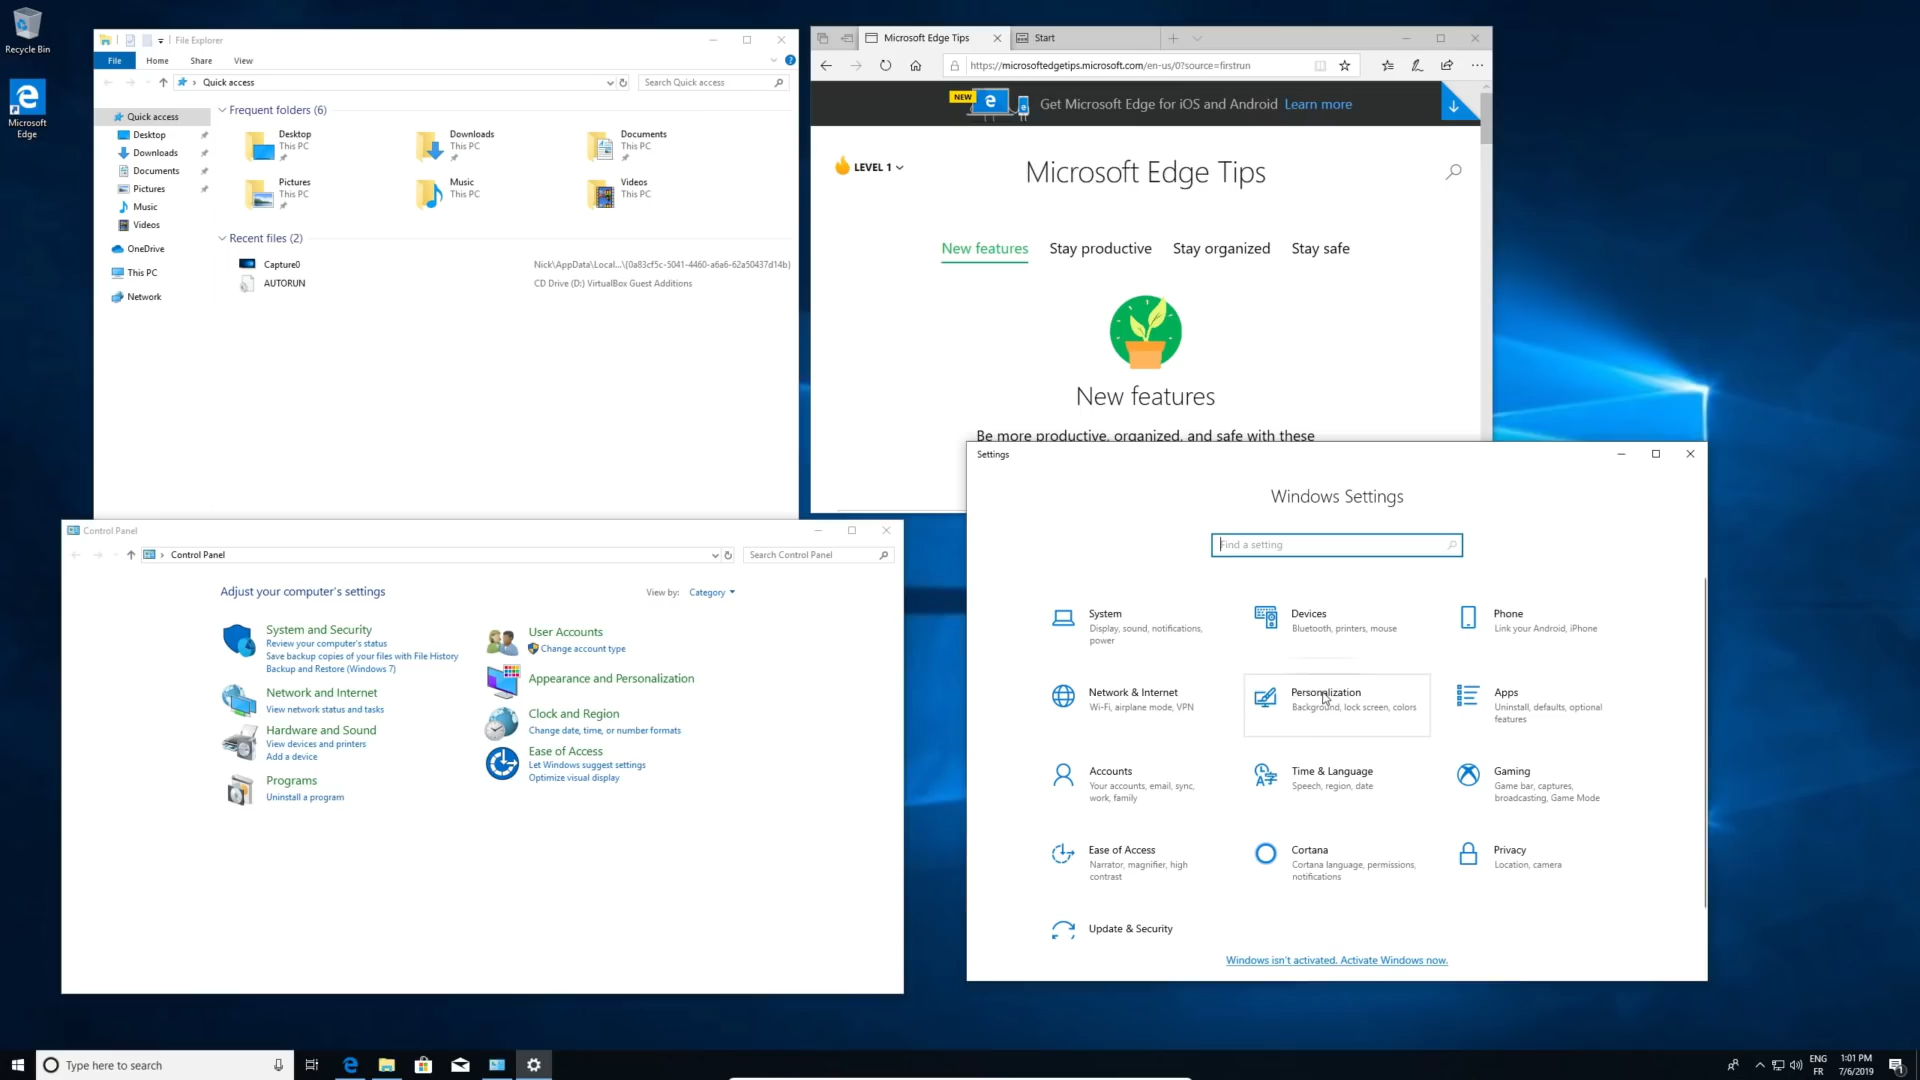 Recycle Bin
Microsoft
Edge
File Explorer
File Home Share View
Quick access
Search Quick access
Quick access
Desktop
Downloads
Documents
Pictures
Music
Videos
OneDrive
This PC
Network
Frequent folders (6)
Desktop
This PC
Downloads
This PC
Documents
This PC
Pictures
This PC
Music
This PC
Videos
This PC
Recent files (2)
Capture0
Nick\AppData\Local...\{0a83cf5c-5041-4460-a6a6-62a50437d14b}
AUTORUN
CD Drive (D:) VirtualBox Guest Additions
Microsoft Edge Tips
Start
https://microsoftedgetips.microsoft.com/en-us/0?source=firstrun
NEW
Get Microsoft Edge for iOS and Android Learn more
LEVEL 1
Microsoft Edge Tips
New features Stay productive Stay organized Stay safe
New features
Be more productive, organized, and safe with these
Control Panel
Control Panel
Search Control Panel
Adjust your computer's settings
View by: Category
System and Security
Review your computer's status
Save backup copies of your files with File History
Backup and Restore (Windows 7)
Network and Internet
View network status and tasks
Hardware and Sound
View devices and printers
Add a device
Programs
Uninstall a program
User Accounts
Change account type
Appearance and Personalization
Clock and Region
Change date, time, or number formats
Ease of Access
Let Windows suggest settings
Optimize visual display
Settings
Windows Settings
Find a setting
System
Display, sound, notifications,
power
Devices
Bluetooth, printers, mouse
Phone
Link your Android, iPhone
Network & Internet
Wi-Fi, airplane mode, VPN
Personalization
Background, lock screen, colors
Apps
Uninstall, defaults, optional
features
Accounts
Your accounts, email, sync,
work, family
Time & Language
Speech, region, date
Gaming
Game bar, captures,
broadcasting, Game Mode
Ease of Access
Narrator, magnifier, high
contrast
Cortana
Cortana language, permissions,
notifications
Privacy
Location, camera
Update & Security
Windows isn't activated. Activate Windows now.
Type here to search
ENG
FR
1:01 PM
7/6/2019
1